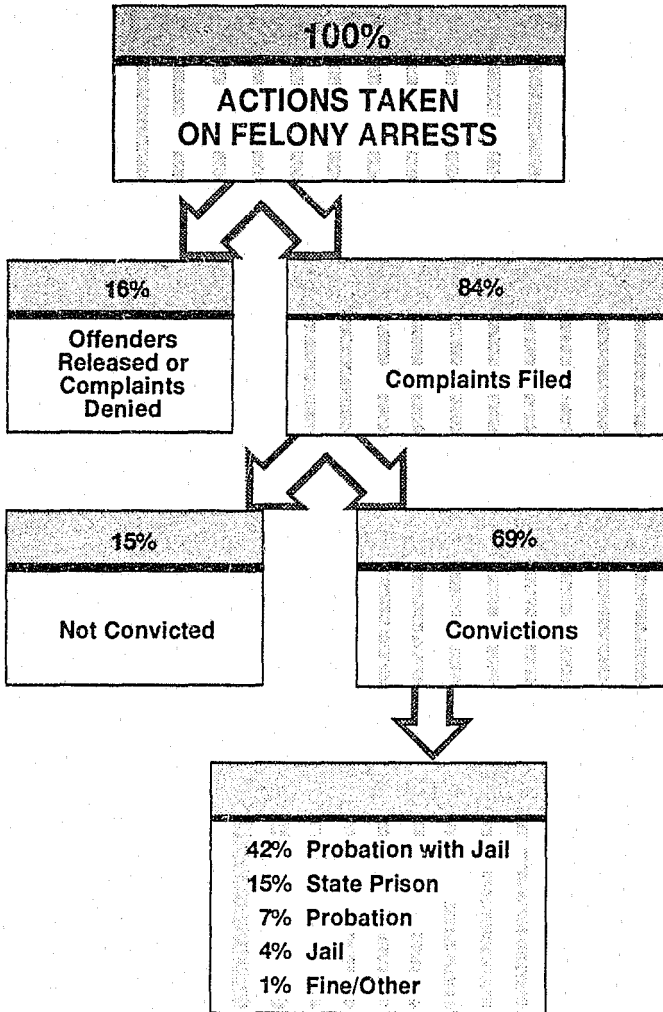 100%
ACTIONS TAKEN
ON FELONY ARRESTS
16%
Offenders
Released or
Complaints
Denied
84%
Complaints Filed
15%
Not Convicted
69%
Convictions
42% Probation with Jail
15% State Prison
7% Probation
4% Jail
1% Fine/Other